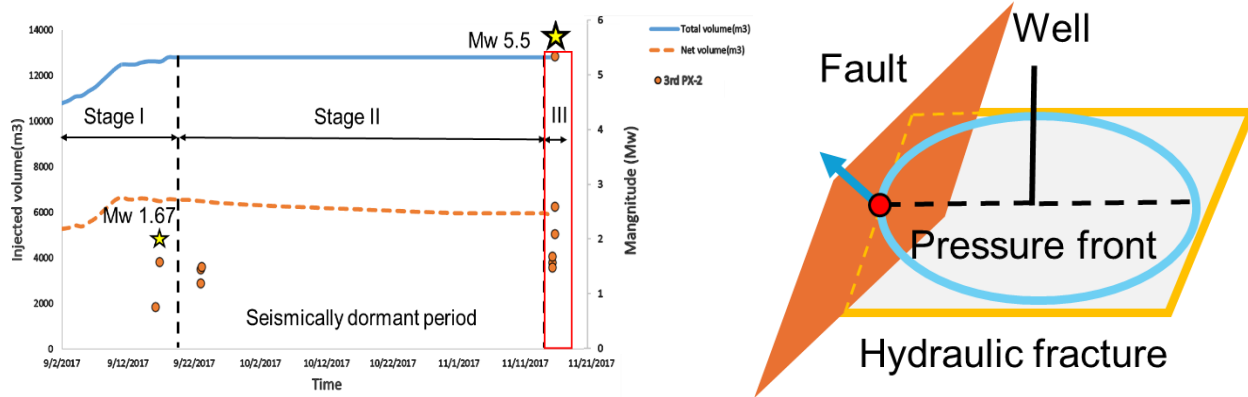 14000
12000
10000
8000
6000
4000
2000
0
Injected volume(m3)
9/2/2017
9/12/2017
9/22/2017
10/2/2017
10/12/2017
10/22/2017
11/1/2017
11/11/2017
11/21/2017
Time
6
5
4
3
2
1
0
Mangnitude (Mw)
Mw 5.5
Stage I
Stage II
III
Mw 1.67
Seismically dormant period
Total volume(m3)
Net volume(m3)
3rd PX-2
Well
Fault
Pressure front
Hydraulic fracture